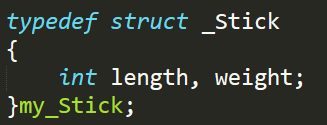 typedef struct _Stick
{
    int length, weight;
}my_Stick;